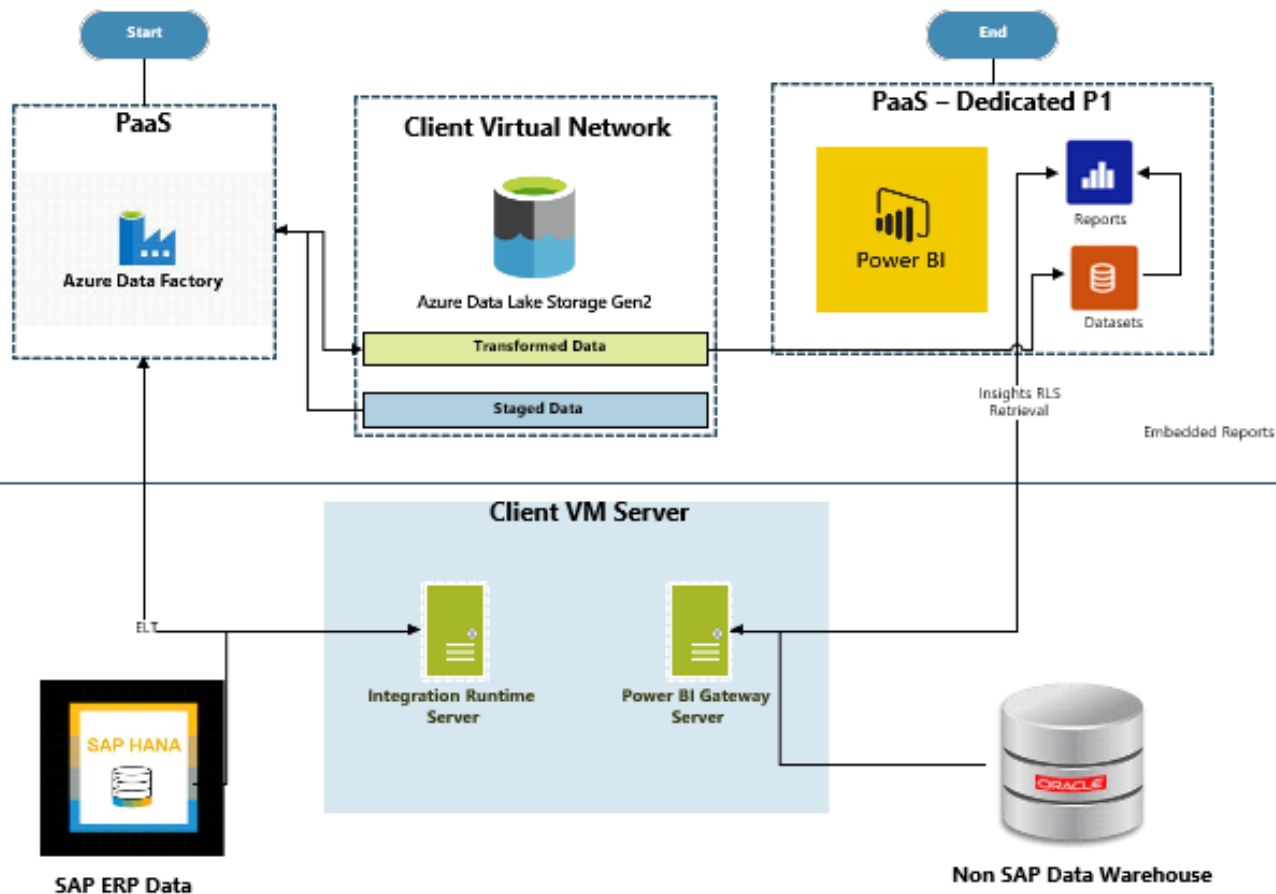 Start
End
PaaS
Client Virtual Network
PaaS – Dedicated P1
Azure Data Factory
Azure Data Lake Storage Gen2
Power BI
Reports
Datasets
Transformed Data
Staged Data
Insights RLS
Retrieval
Embedded Reports
Client VM Server
ELT
Integration Runtime
Server
Power BI Gateway
Server
SAP HANA
ORACLE
SAP ERP Data
Non SAP Data Warehouse